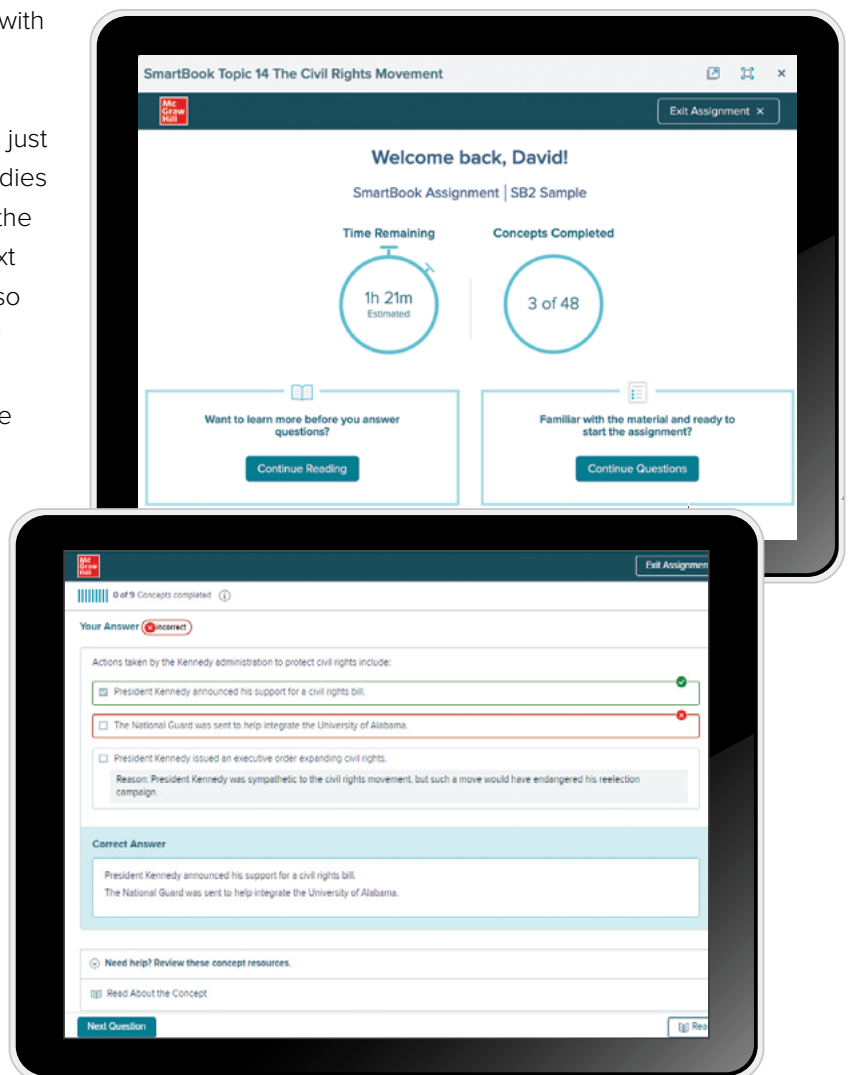 with
just
dies
the
xt
so
e
SmartBook Topic 14 The Civil Rights Movement
Mc
Graw
Hill
Exit Assignment ×
Welcome back, David!
SmartBook Assignment | SB2 Sample
Time Remaining
Concepts Completed
1h 21m
Estimated
3 of 48
Want to learn more before you answer
questions?
Continue Reading
Familiar with the material and ready to
start the assignment?
Continue Questions
Mc
Graw
Hill
Exit Assignmen
0 of 9 Concepts completed
Your Answer incorrect
Actions taken by the Kennedy administration to protect civil rights include:
President Kennedy announced his support for a civil rights bill.
The National Guard was sent to help integrate the University of Alabama.
President Kennedy issued an executive order expanding civil rights.
Reason: President Kennedy was sympathetic to the civil rights movement, but such a move would have endangered his reelection
campaign.
Correct Answer
President Kennedy announced his support for a civil rights bill.
The National Guard was sent to help integrate the University of Alabama.
Need help? Review these concept resources.
Read About the Concept
Next Question
Rea